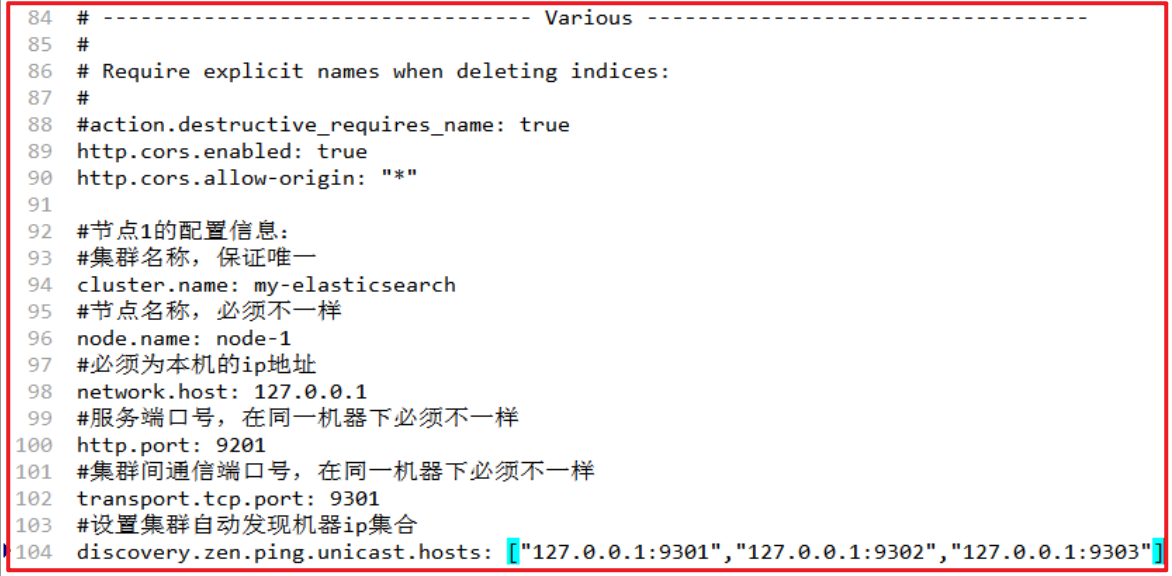 84 # ---------------------------------- Various -----------------------------------
85 #
86 # Require explicit names when deleting indices:
87 #
88 #action.destructive_requires_name: true
89 http.cors.enabled: true
90 http.cors.allow-origin: "*"
91
92 #节点1的配置信息：
93 #集群名称，保证唯一
94 cluster.name: my-elasticsearch
95 #节点名称，必须不一样
96 node.name: node-1
97 #必须为本机的ip地址
98 network.host: 127.0.0.1
99 #服务端口号，在同一机器下必须不一样
100 http.port: 9201
101 #集群间通信端口号，在同一机器下必须不一样
102 transport.tcp.port: 9301
103 #设置集群自动发现机器ip集合
104 discovery.zen.ping.unicast.hosts: ["127.0.0.1:9301","127.0.0.1:9302","127.0.0.1:9303"]